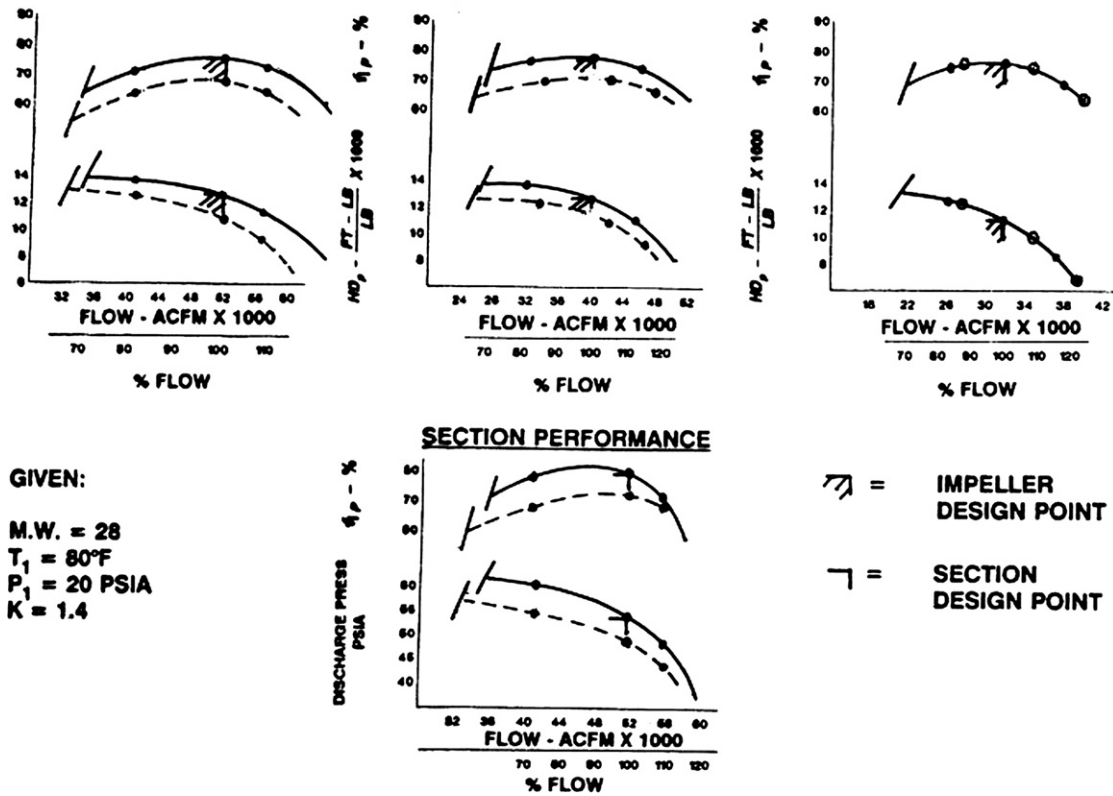 80
70
60
14
12
10
8
6
32 36 40 44 48 52 56 60
FLOW - ACFM X 1000
70 80 90 100 110
% FLOW
η̂p - %
80
70
60
HDp - FT - LB / LB X 1000
14
12
10
8
24 28 32 36 40 44 48 52
FLOW - ACFM X 1000
70 80 90 100 110 120
% FLOW
η̂p - %
80
70
60
HDp - FT - LB / LB X 1000
14
12
10
8
18 22 26 31 34 38 42
FLOW - ACFM X 1000
70 80 90 100 110 120
% FLOW
GIVEN:
M.W. = 28
T1 = 80°F
P1 = 20 PSIA
K = 1.4
SECTION PERFORMANCE
η̂p - %
80
70
60
DISCHARGE PRESS
PSIA
60
55
50
45
40
32 36 40 44 48 52 56 60
FLOW - ACFM X 1000
70 80 90 100 110 120
% FLOW
= IMPELLER
DESIGN POINT
= SECTION
DESIGN POINT